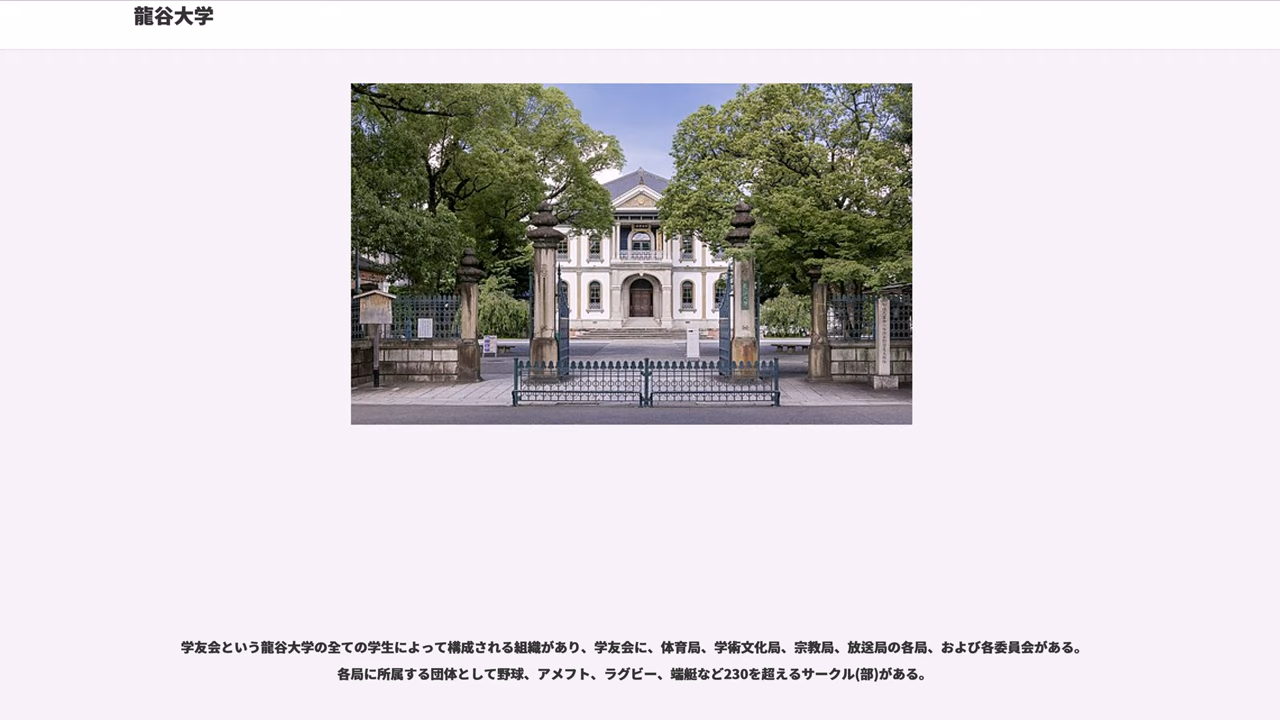 龍谷大学
学友会という龍谷大学の全ての学生によって構成される組織があり、学友会に、体育局、学術文化局、宗教局、放送局の各局、および各委員会がある。
各局に所属する団体として野球、アメフト、ラグビー、端艇など230を超えるサークル(部)がある。